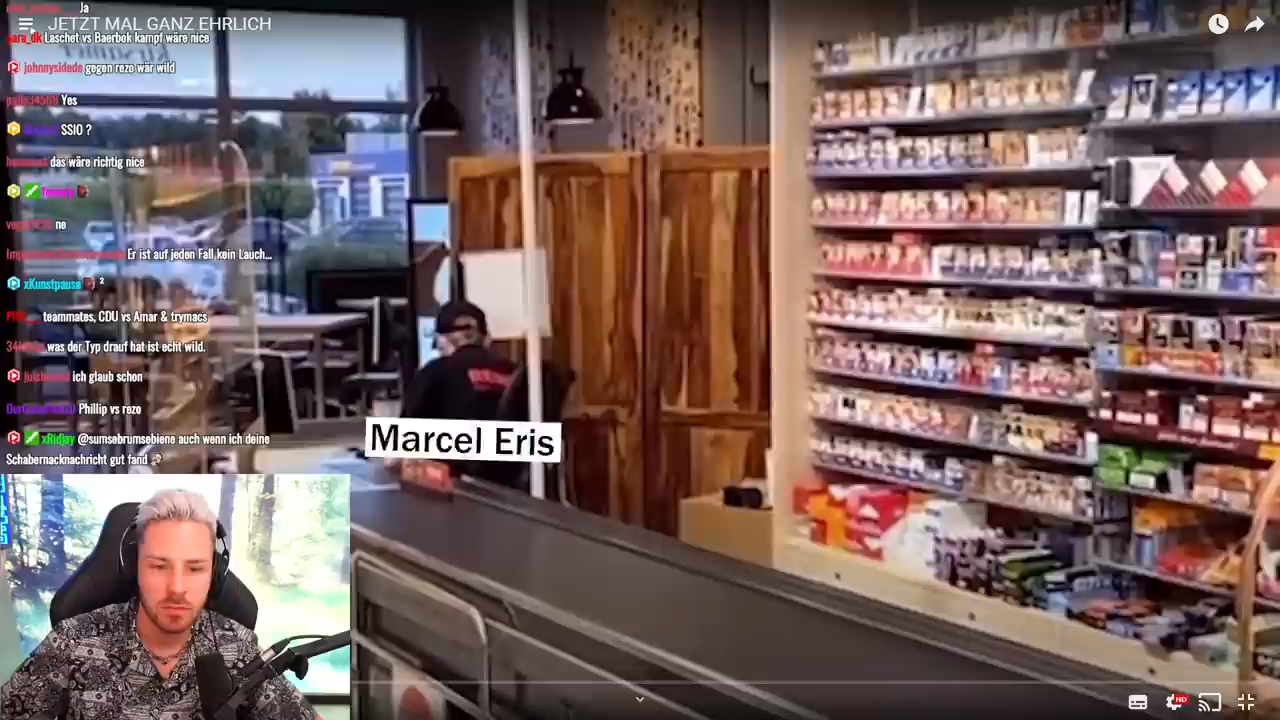 Ja
JETZT MAL GANZ EHRLICH
Laschet vs Baerbok kampf wäre nice
johnnysidede gegen rezo wär wild
Yes
SSIO ?
das wäre richtig nice
ne
Er ist auf jeden Fall kein Lauch...
xKunstpause ²
teammates, CDU vs Amar & trymacs
was der Typ drauf hat ist echt wild.
ich glaub schon
Phillip vs rezo
xRidjay @sumsebrumsebiene auch wenn ich deine
Schabernacknachricht gut fand
Marcel Eris
HD